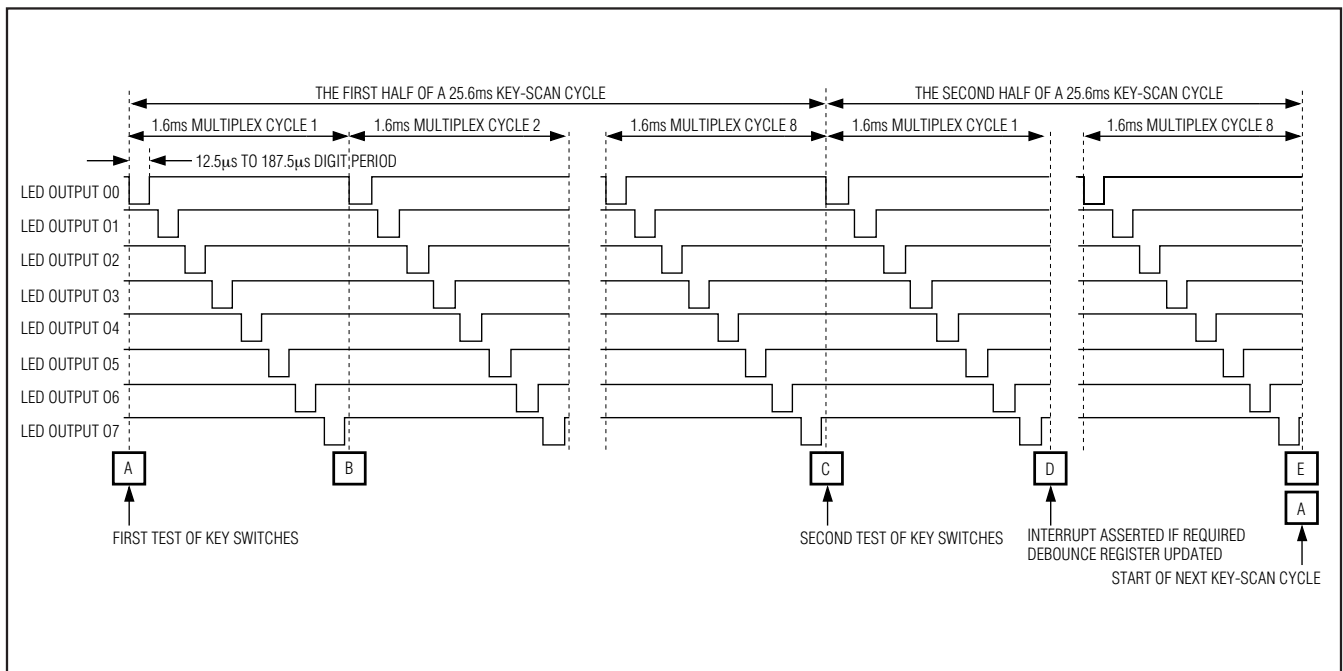 THE FIRST HALF OF A 25.6ms KEY-SCAN CYCLE
THE SECOND HALF OF A 25.6ms KEY-SCAN CYCLE
1.6ms MULTIPLEX CYCLE 1
1.6ms MULTIPLEX CYCLE 2
1.6ms MULTIPLEX CYCLE 8
1.6ms MULTIPLEX CYCLE 1
1.6ms MULTIPLEX CYCLE 8
12.5μs TO 187.5μs DIGIT PERIOD
LED OUTPUT O0
LED OUTPUT O1
LED OUTPUT O2
LED OUTPUT O3
LED OUTPUT O4
LED OUTPUT O5
LED OUTPUT O6
LED OUTPUT O7
A
B
C
D
E
A
FIRST TEST OF KEY SWITCHES
SECOND TEST OF KEY SWITCHES
INTERRUPT ASSERTED IF REQUIRED
DEBOUNCE REGISTER UPDATED
START OF NEXT KEY-SCAN CYCLE